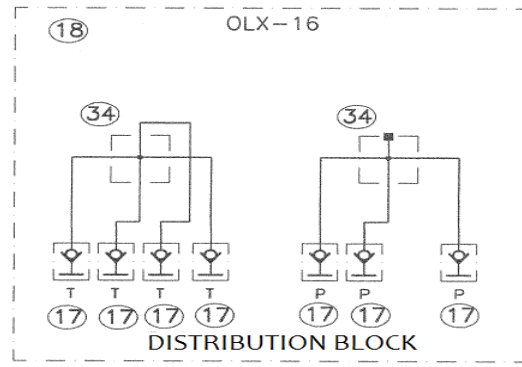 18 OLX-16
34 34
T T T T P P P
17 17 17 17 17 17 17
DISTRIBUTION BLOCK